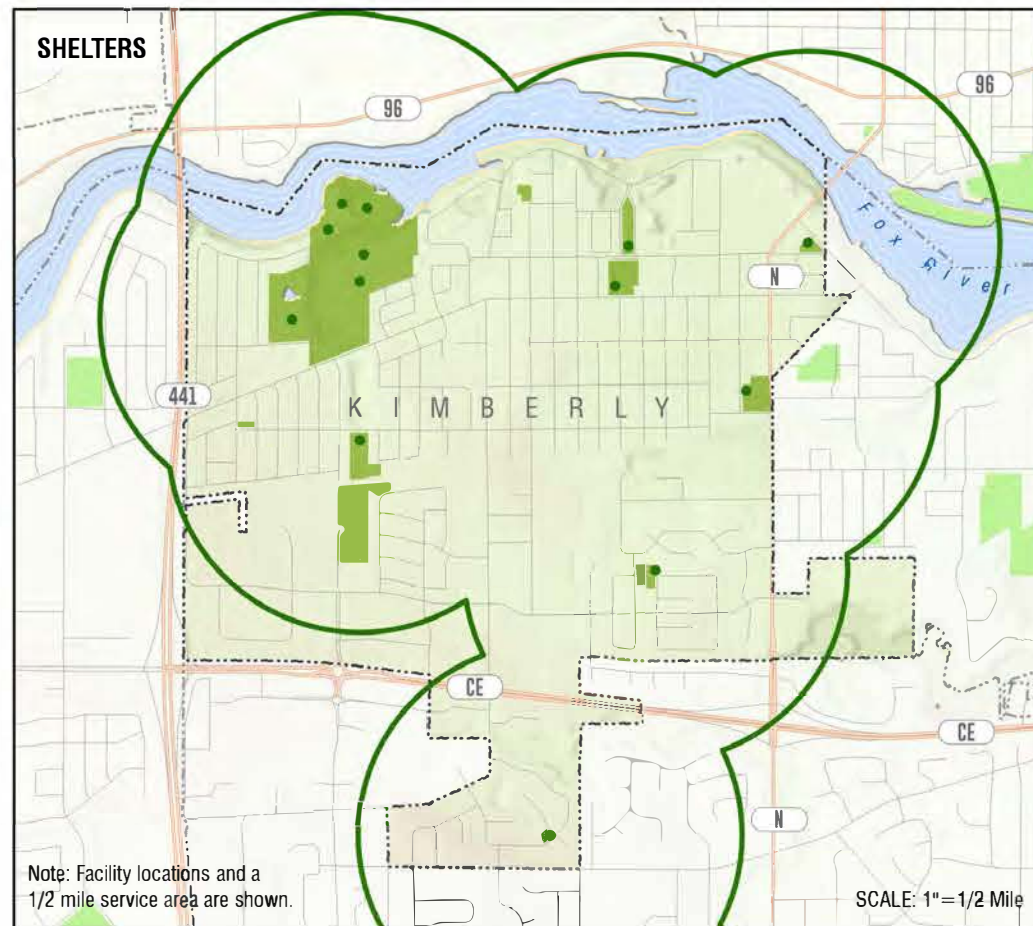 SHELTERS
96
96
Fox River
N
441
KIMBERLY
CE
CE
N
Note: Facility locations and a
1/2 mile service area are shown.
SCALE: 1"=1/2 Mile